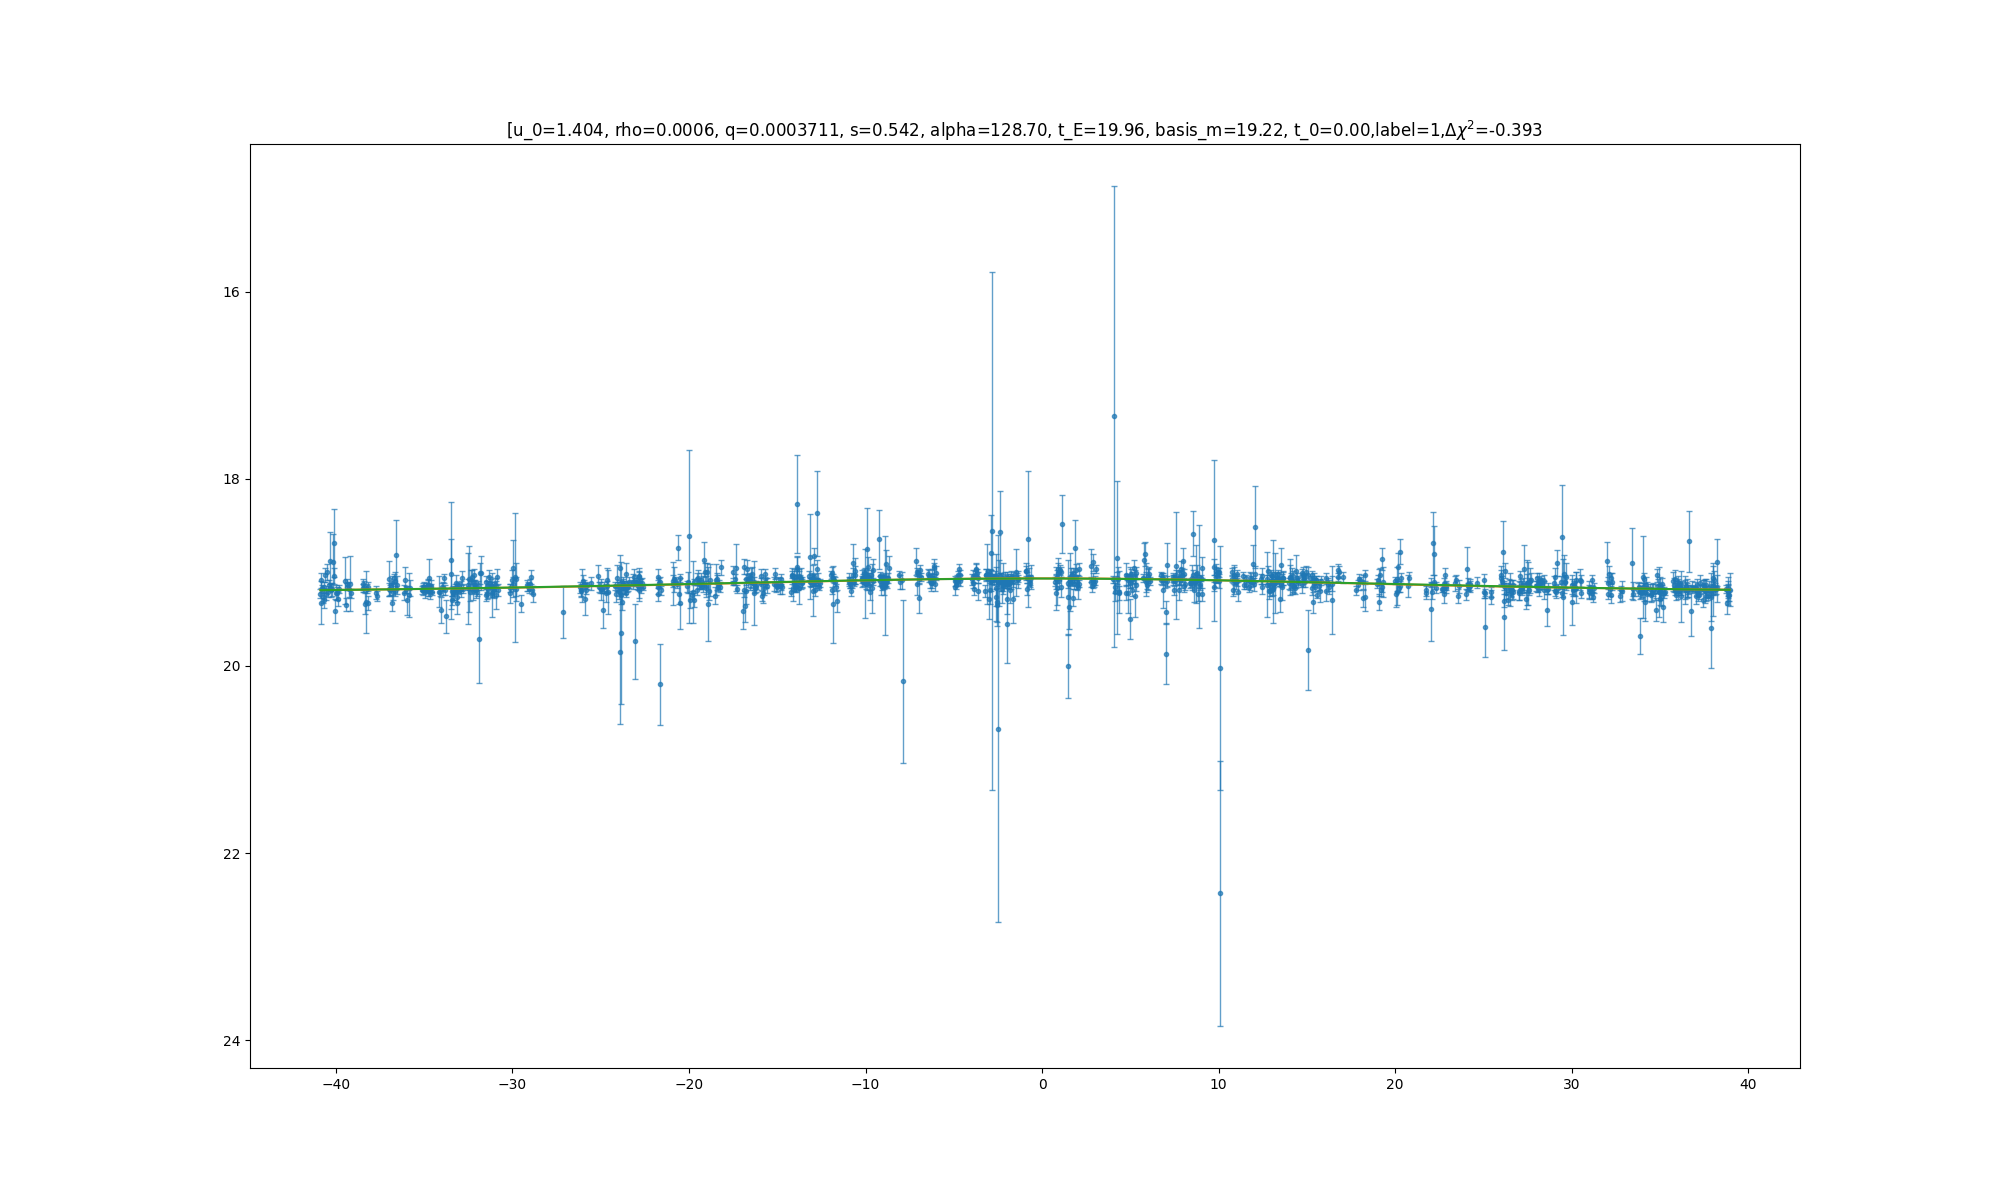 [u_0=1.404, rho=0.0006, q=0.0003711, s=0.542, alpha=128.70, t_E=19.96, basis_m=19.22, t_0=0.00,label=1,Δχ²=-0.393
16
18
20
22
24
−40 −30 −20 −10 0 10 20 30 40